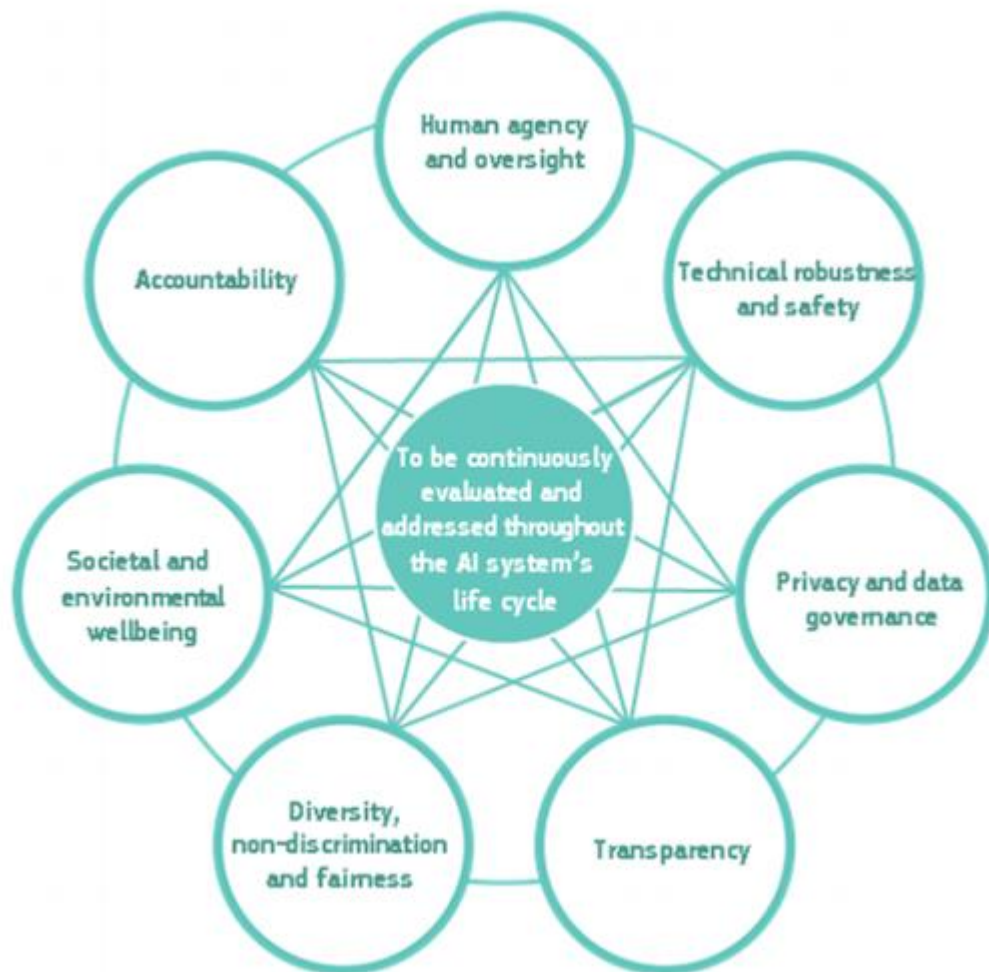 Human agency
and oversight
Technical robustness
and safety
Privacy and data
governance
Transparency
Diversity,
non-discrimination
and fairness
Societal and
environmental
wellbeing
Accountability
To be continuously
evaluated and
addressed throughout
the AI system's
life cycle